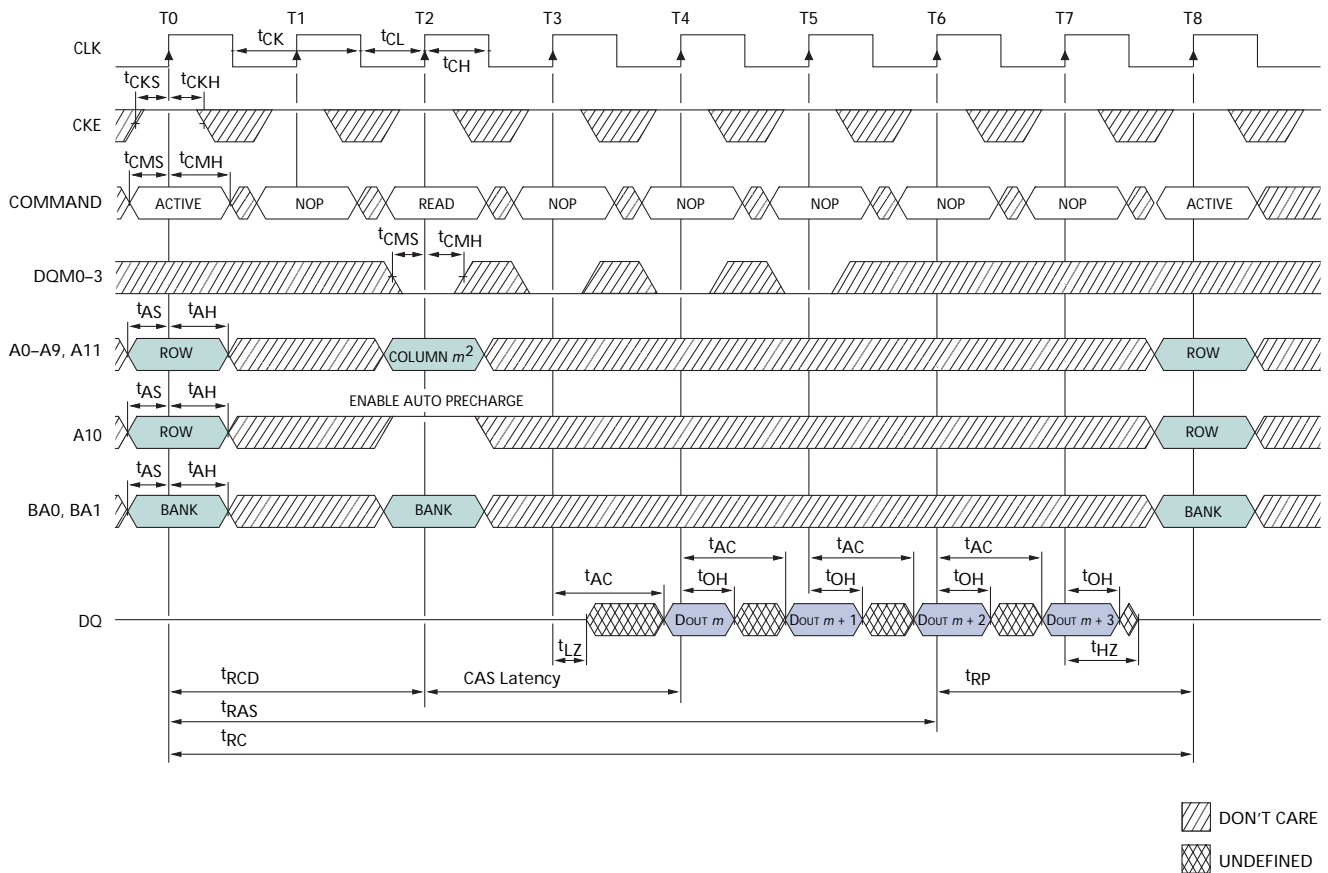 T0 T1 T2 T3 T4 T5 T6 T7 T8
CLK
tCK tCL tCH
tCKS tCKH
CKE
tCMS tCMH
COMMAND ACTIVE NOP READ NOP NOP NOP NOP NOP ACTIVE
tCMS tCMH
DQM0–3
tAS tAH
A0–A9, A11 ROW COLUMN m2 ROW
tAS tAH ENABLE AUTO PRECHARGE
A10 ROW ROW
tAS tAH
BA0, BA1 BANK BANK BANK
tAC tAC tAC
tAC tOH tOH tOH tOH
DQ DOUT m DOUT m + 1 DOUT m + 2 DOUT m + 3
tLZ tHZ
tRCD CAS Latency tRP
tRAS
tRC
DON'T CARE
UNDEFINED